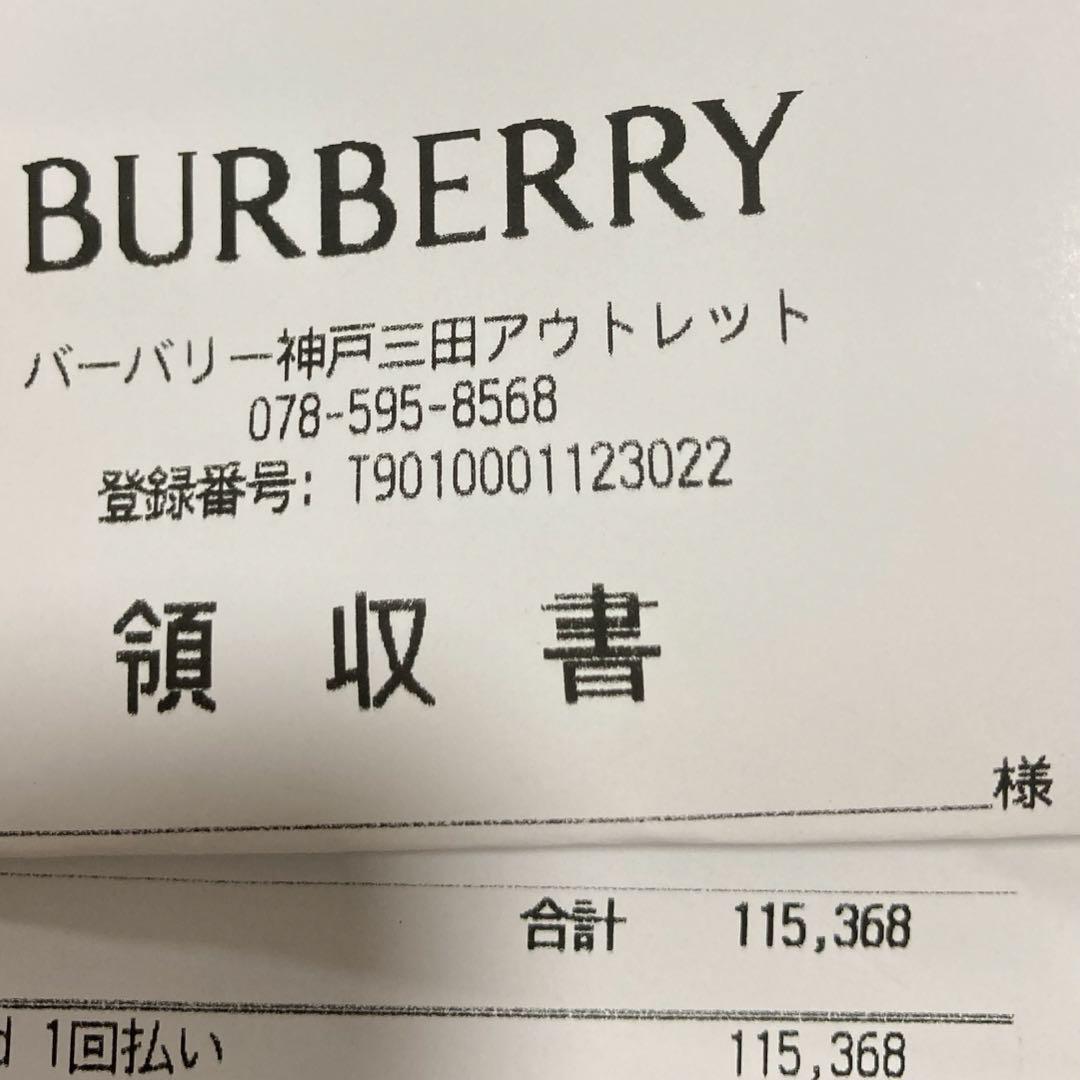 BURBERRY
バーバリー神戸三田アウトレット
078-595-8568
登録番号: T9010001123022
領 収 書
様
合計 115,368
d 1回払い 115,368